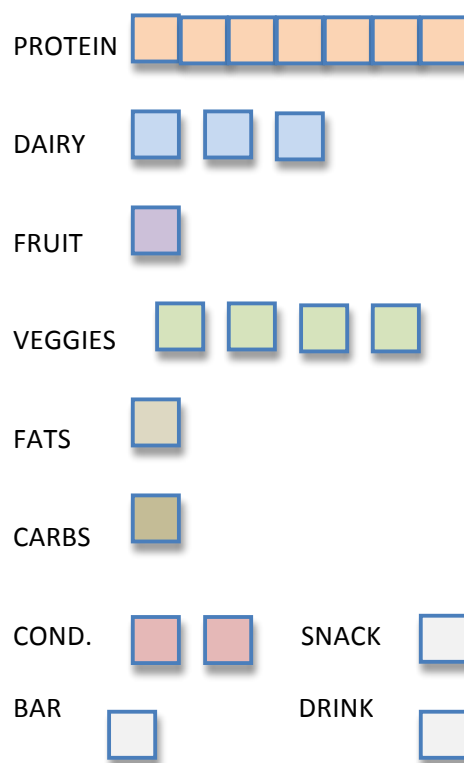 PROTEIN
DAIRY
FRUIT
VEGGIES
FATS
CARBS
COND. SNACK
BAR DRINK